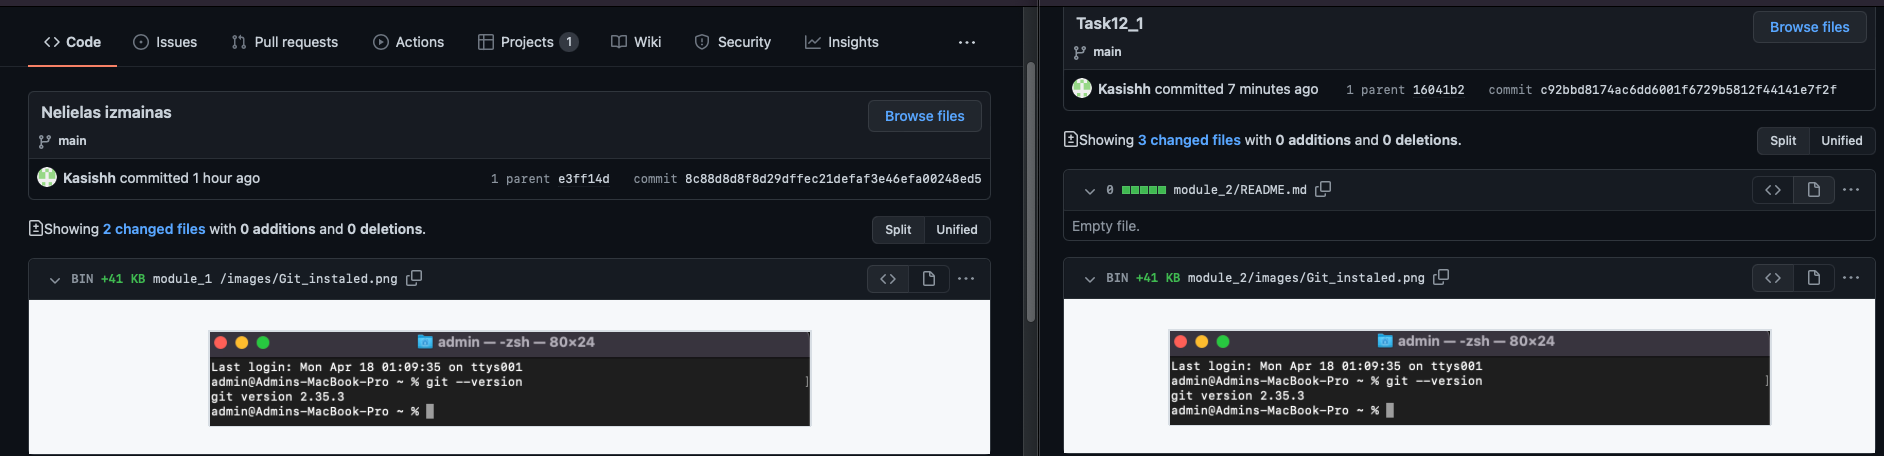 Code Issues Pull requests Actions Projects 1 Wiki Security Insights ...
Nelielas izmainas
Browse files
main
Kasishh committed 1 hour ago 1 parent e3ff14d commit 8c88d8d8f8d29dffec21defaf3e46efa00248ed5
Showing 2 changed files with 0 additions and 0 deletions.
Split Unified
BIN +41 KB module_1 /images/Git_instaled.png
admin — -zsh — 80×24
Last login: Mon Apr 18 01:09:35 on ttys001
admin@Admins-MacBook-Pro ~ % git --version
git version 2.35.3
admin@Admins-MacBook-Pro ~ %
Task12_1
Browse files
main
Kasishh committed 7 minutes ago 1 parent 16041b2 commit c92bbd8174ac6dd6001f6729b5812f44141e7f2f
Showing 3 changed files with 0 additions and 0 deletions.
Split Unified
0 module_2/README.md
Empty file.
BIN +41 KB module_2/images/Git_instaled.png
admin — -zsh — 80×24
Last login: Mon Apr 18 01:09:35 on ttys001
admin@Admins-MacBook-Pro ~ % git --version
git version 2.35.3
admin@Admins-MacBook-Pro ~ %